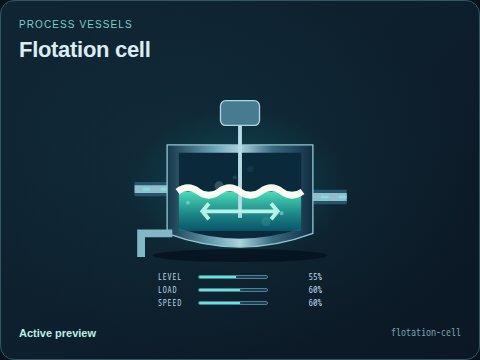 PROCESS VESSELS
Flotation cell
LEVEL 55%
LOAD 60%
SPEED 60%
Active preview flotation-cell